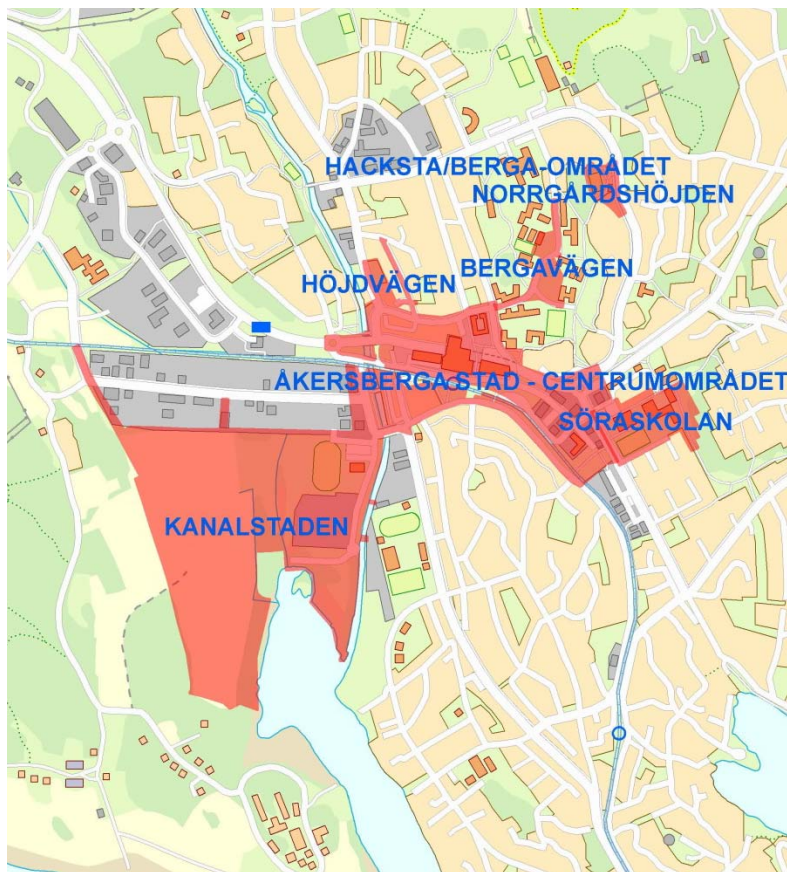 HACKSTA/BERGA-OMRÅDET
NORRGÅRDSHÖJDEN
BERGAVÄGEN
HÖJDVÄGEN
ÅKERSBERGA STAD - CENTRUMOMRÅDET
SÖRASKOLAN
KANALSTADEN